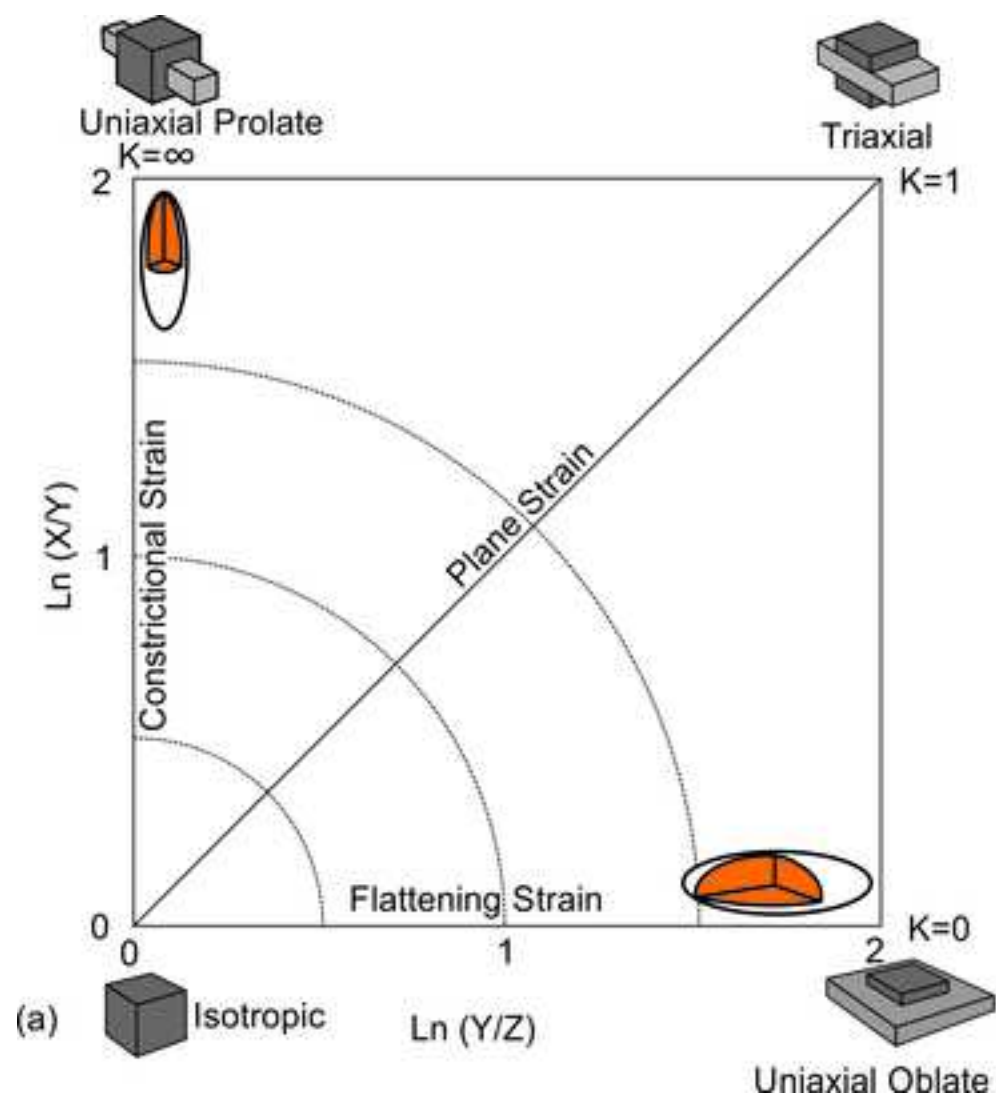 Uniaxial Prolate
K=∞
Triaxial
2
K=1
Constrictional Strain
Plane Strain
Ln (X/Y)
1
Flattening Strain
0
K=0
0
1
2
(a)
Isotropic
Ln (Y/Z)
Uniaxial Oblate